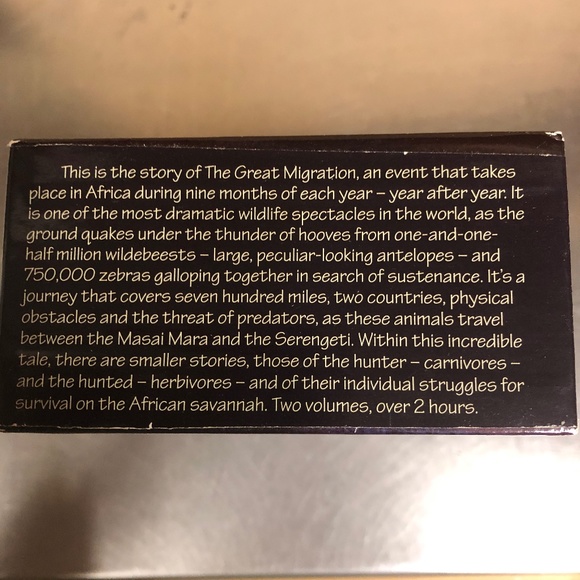 This is the story of The Great Migration, an event that takes
place in Africa during nine months of each year – year after year. It
is one of the most dramatic wildlife spectacles in the world, as the
ground quakes under the thunder of hooves from one-and-one-
half million wildebeests – large, peculiar-looking antelopes – and
750,000 zebras galloping together in search of sustenance. It's a
journey that covers seven hundred miles, two countries, physical
obstacles and the threat of predators, as these animals travel
between the Masai Mara and the Serengeti. Within this incredible
tale, there are smaller stories, those of the hunter – carnivores –
and the hunted – herbivores – and of their individual struggles for
survival on the African savannah. Two volumes, over 2 hours.